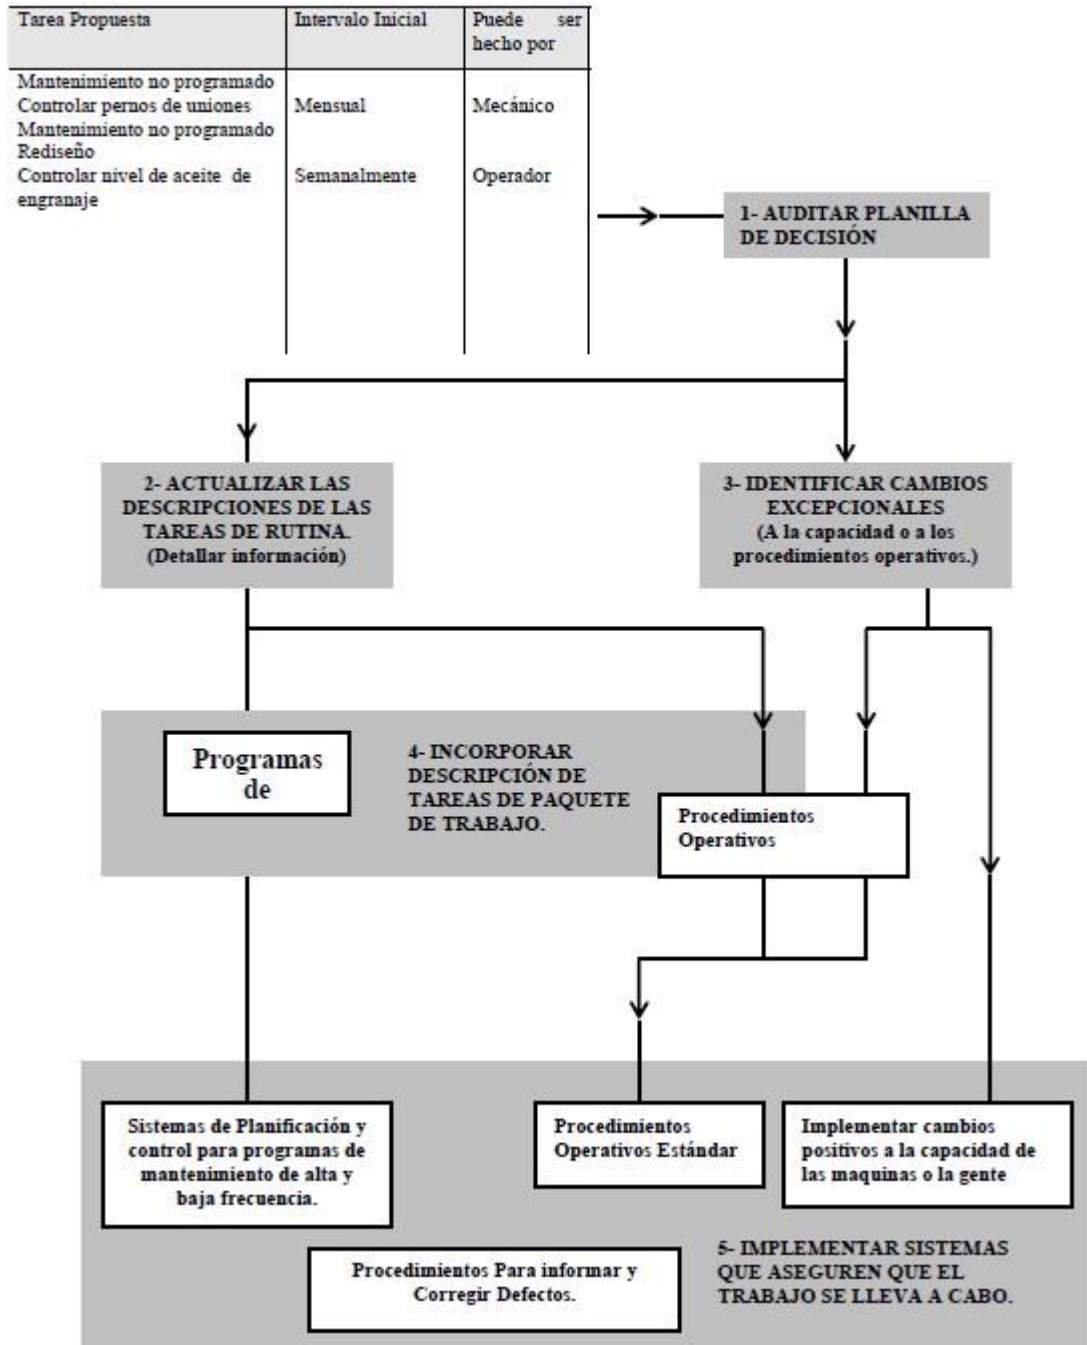 Tarea Propuesta
Intervalo Inicial
Puede ser
hecho por
Mantenimiento no programado
Controlar pernos de uniones
Mensual
Mecánico
Mantenimiento no programado
Rediseño
Controlar nivel de aceite de
engranaje
Semanalmente
Operador
1- AUDITAR PLANILLA
DE DECISIÓN
2- ACTUALIZAR LAS
DESCRIPCIONES DE LAS
TAREAS DE RUTINA.
(Detallar información)
3- IDENTIFICAR CAMBIOS
EXCEPCIONALES
(A la capacidad o a los
procedimientos operativos.)
Programas
de
4- INCORPORAR
DESCRIPCIÓN DE
TAREAS DE PAQUETE
DE TRABAJO.
Procedimientos
Operativos
Sistemas de Planificación y
control para programas de
mantenimiento de alta y
baja frecuencia.
Procedimientos
Operativos Estándar
Implementar cambios
positivos a la capacidad de
las maquinas o la gente
Procedimientos Para informar y
Corregir Defectos.
5- IMPLEMENTAR SISTEMAS
QUE ASEGUREN QUE EL
TRABAJO SE LLEVA A CABO.